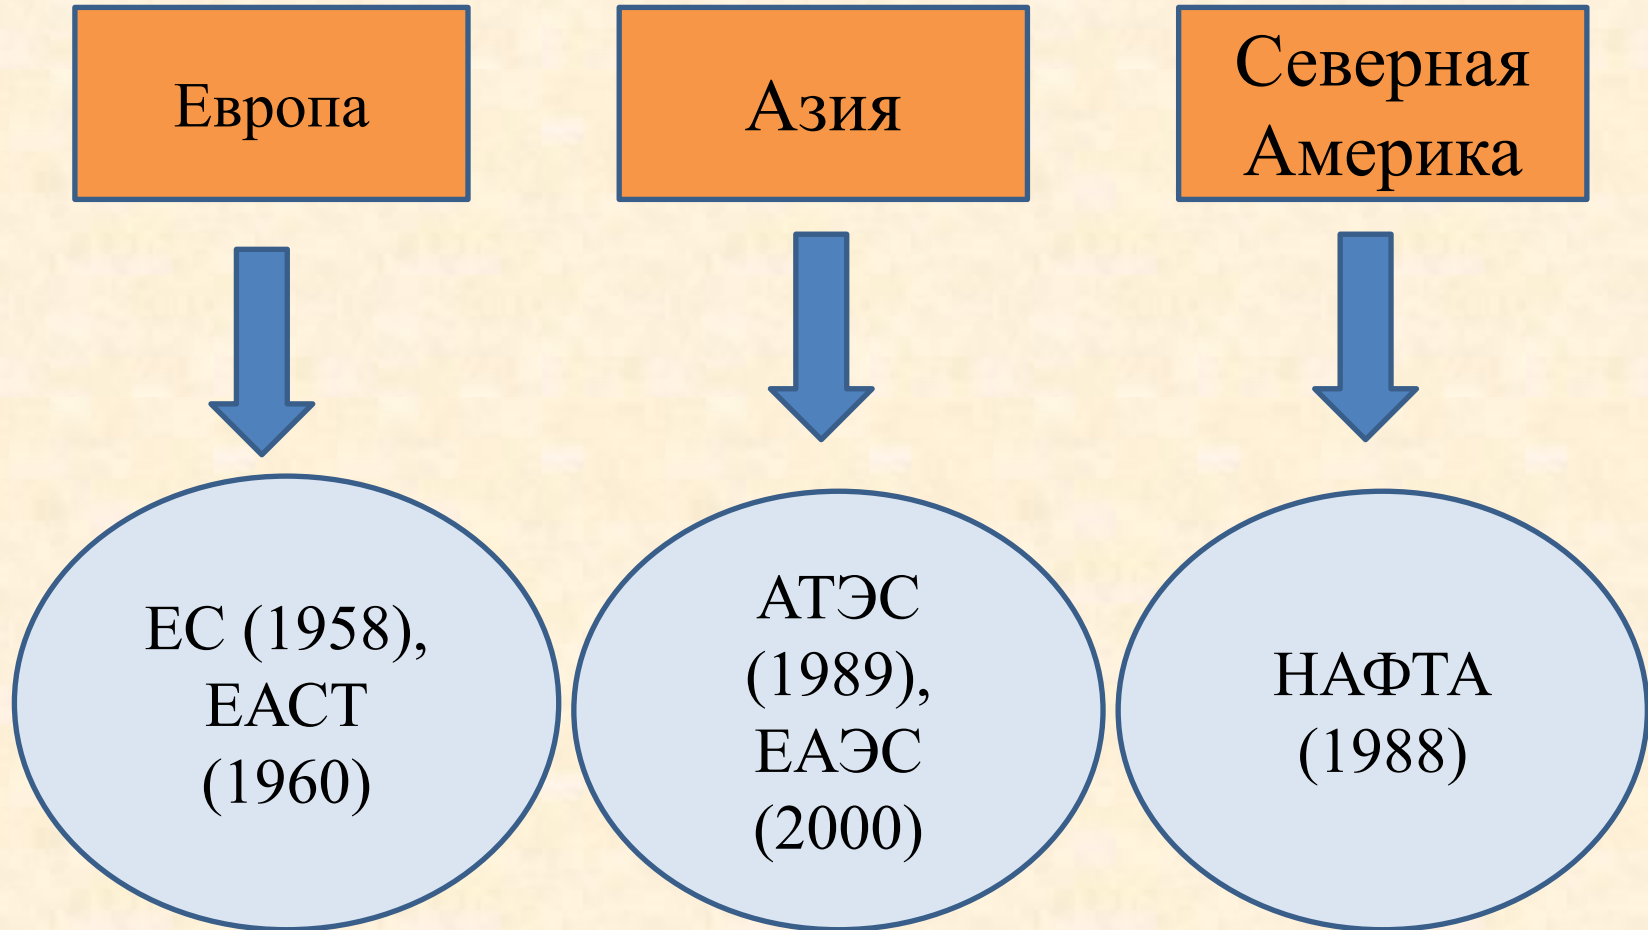 Европа
Азия
Северная
Америка
ЕС (1958),
ЕАСТ
(1960)
АТЭС
(1989),
ЕАЭС
(2000)
НАФТА
(1988)